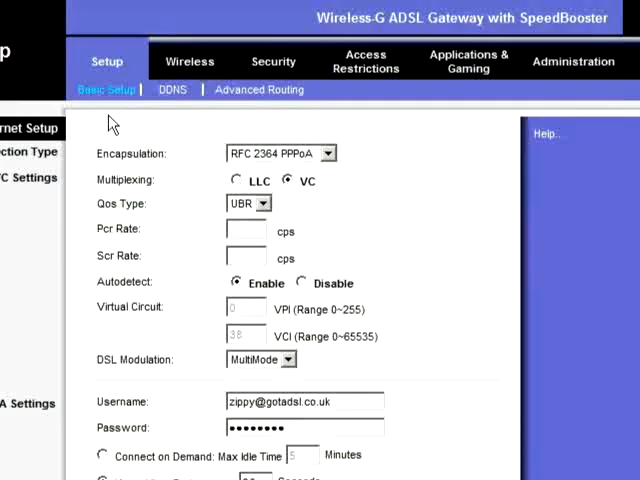 Wireless-G ADSL Gateway with SpeedBooster
p
Setup Wireless Security Access Restrictions Applications & Gaming Administration
Basic Setup | DDNS | Advanced Routing
rnet Setup
Help...
ction Type
Encapsulation: RFC 2364 PPPoA
C Settings
Multiplexing: LLC VC
Qos Type: UBR
Pcr Rate: cps
Scr Rate: cps
Autodetect: Enable Disable
Virtual Circuit: 0 VPI (Range 0~255)
38 VCI (Range 0~65535)
DSL Modulation: MultiMode
A Settings
Username: zippy@gotadsl.co.uk
Password: ••••••••
Connect on Demand: Max Idle Time 5 Minutes